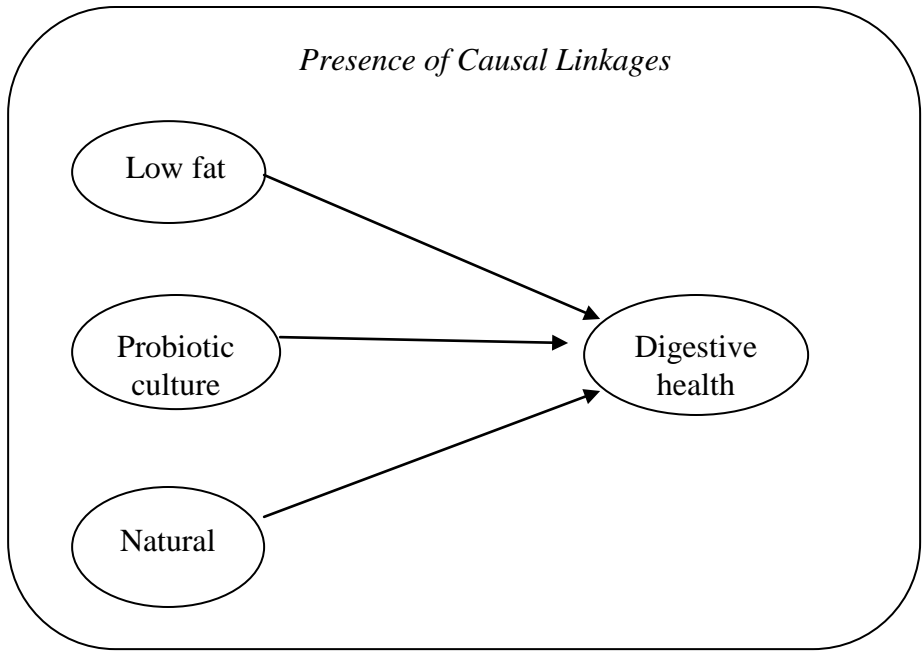 Presence of Causal Linkages
Low fat
Probiotic
culture
Digestive
health
Natural